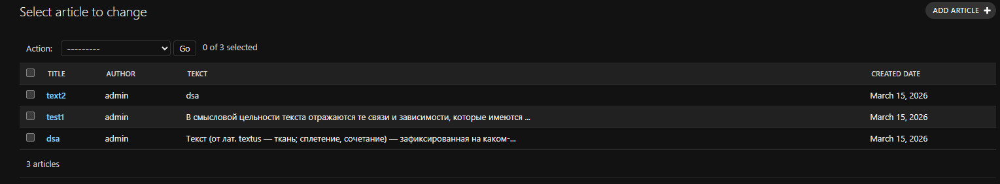 Select article to change
ADD ARTICLE +
Action: --------- Go 0 of 3 selected
TITLE AUTHOR ТЕКСТ CREATED DATE
text2 admin dsa March 15, 2026
test1 admin В смысловой цельности текста отражаются те связи и зависимости, которые имеются ... March 15, 2026
dsa admin Текст (от лат. textus — ткань; сплетение, сочетание) — зафиксированная на каком-... March 15, 2026
3 articles